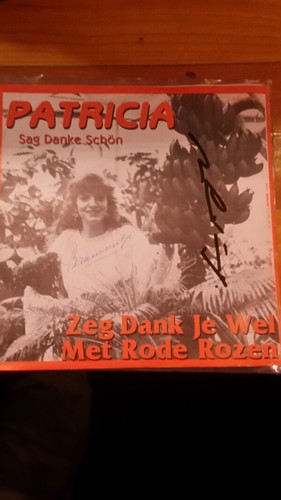 PATRICIA
Sag Danke Schön
Zeg Dank Je Wel
Met Rode Rozen